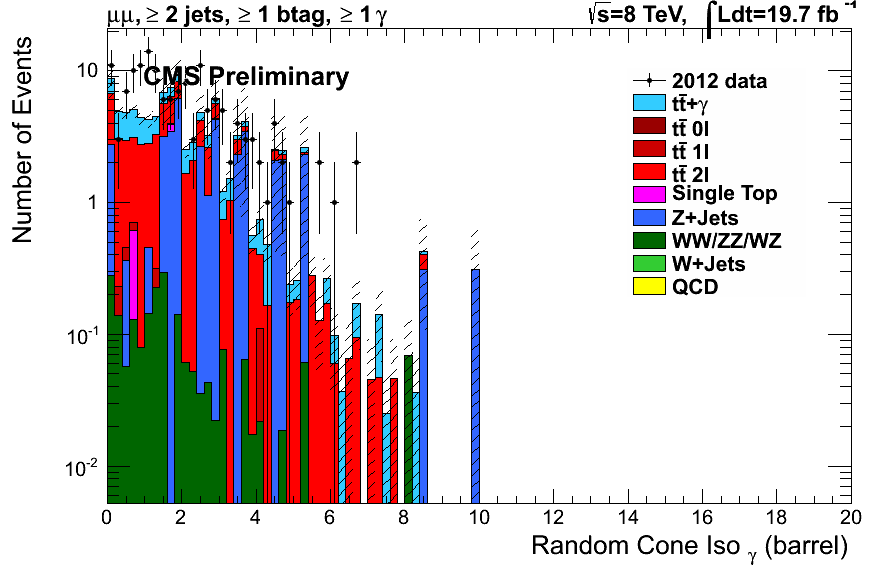 μμ, ≥ 2 jets, ≥ 1 btag, ≥ 1 γ
√s=8 TeV, ∫Ldt=19.7 fb⁻¹
CMS Preliminary
Number of Events
10
1
10⁻¹
10⁻²
2012 data
tt̄+γ
tt̄ 0l
tt̄ 1l
tt̄ 2l
Single Top
Z+Jets
WW/ZZ/WZ
W+Jets
QCD
0 2 4 6 8 10 12 14 16 18 20
Random Cone Iso γ (barrel)